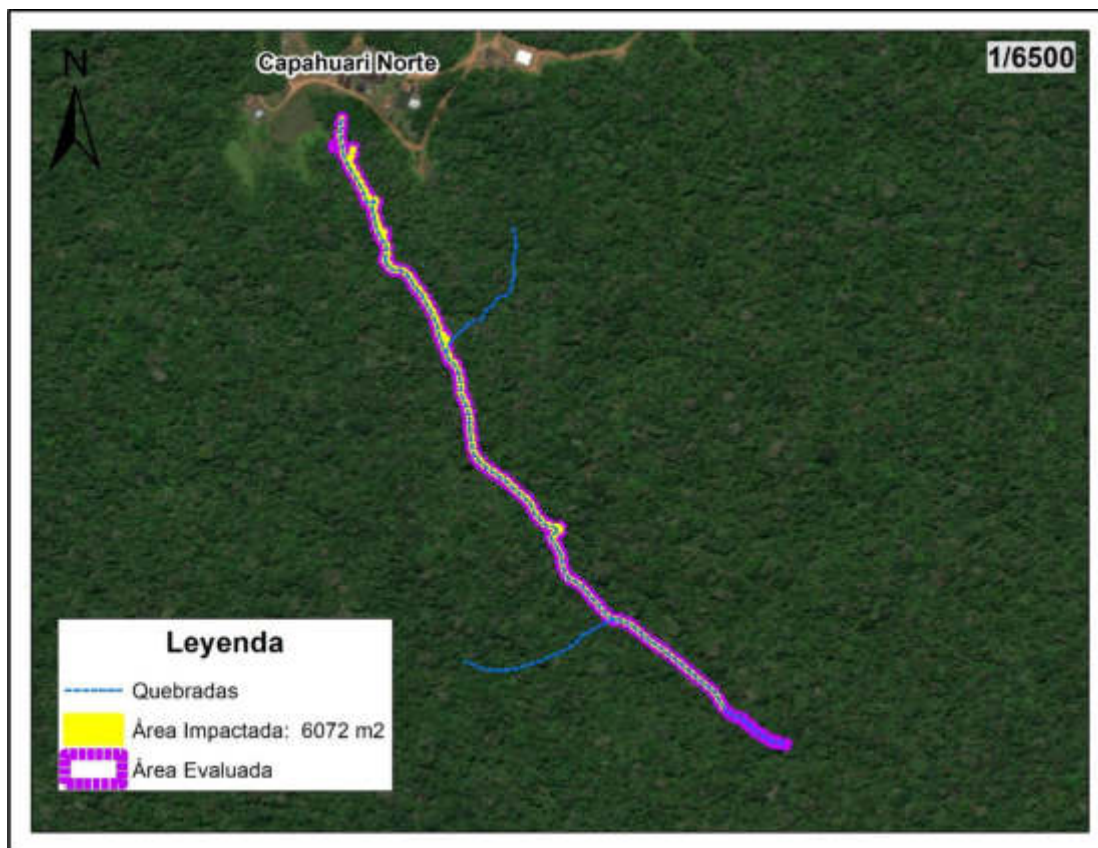 N
Capahuari Norte
1/6500
Leyenda
Quebradas
Área Impactada: 6072 m2
Área Evaluada